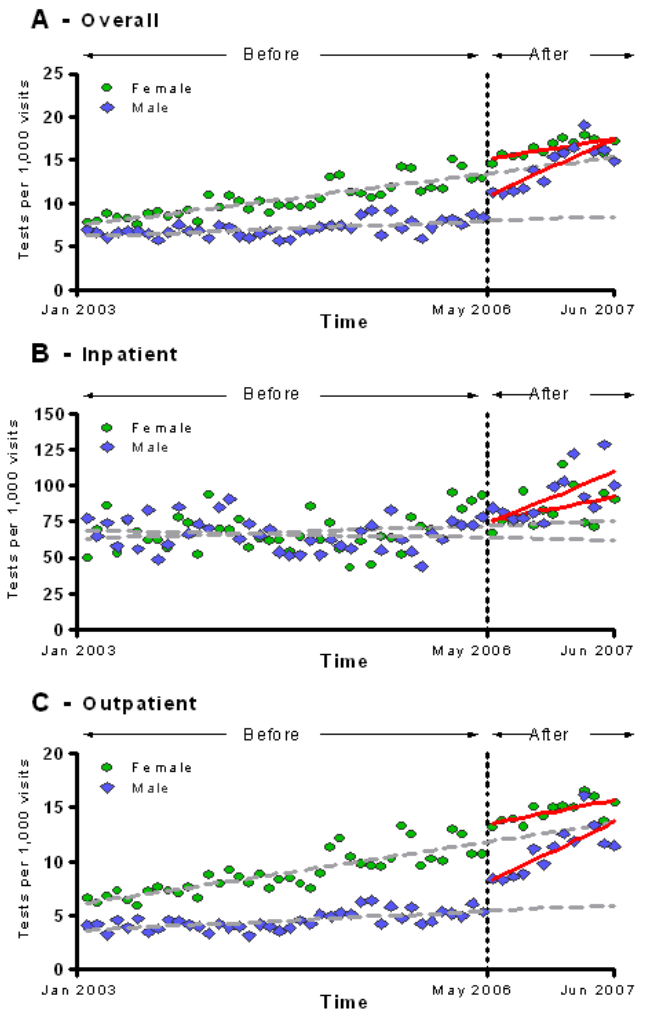 A - Overall
Before After
25
20
15
10
5
0
Tests per 1,000 visits
Female
Male
Jan 2003 May 2006 Jun 2007
Time
B - Inpatient
Before After
150
125
100
75
50
25
0
Tests per 1,000 visits
Female
Male
Jan 2003 May 2006 Jun 2007
Time
C - Outpatient
Before After
20
15
10
5
0
Tests per 1,000 visits
Female
Male
Jan 2003 May 2006 Jun 2007
Time